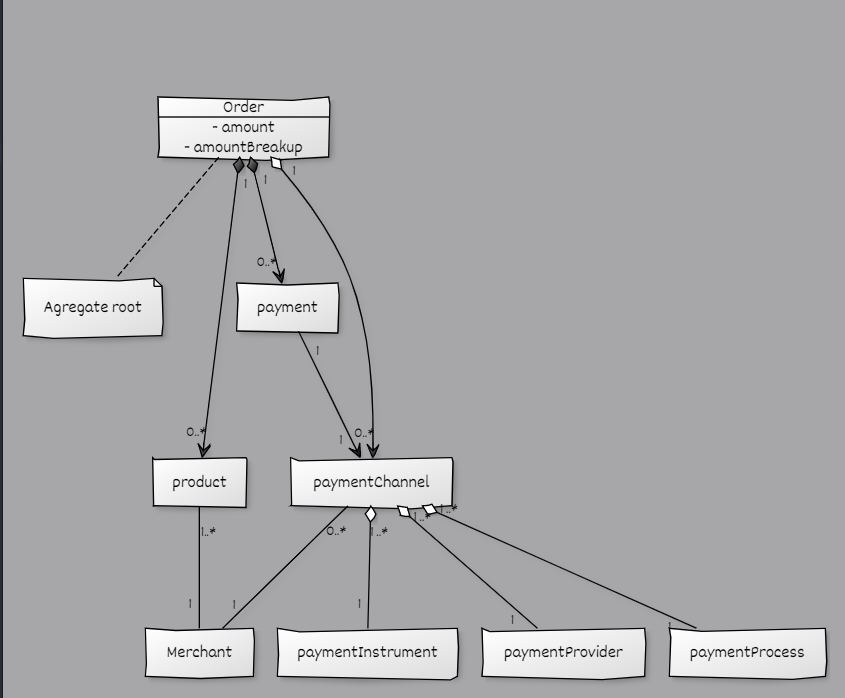 Order
- amount
- amountBreakup
1
1
1
0..*
Agregate root
payment
1
0..*
1
0..*
product
paymentChannel
1..*
0..*
1..*
1..*
1..*
1
1
1
1
1
Merchant
paymentInstrument
paymentProvider
paymentProcess